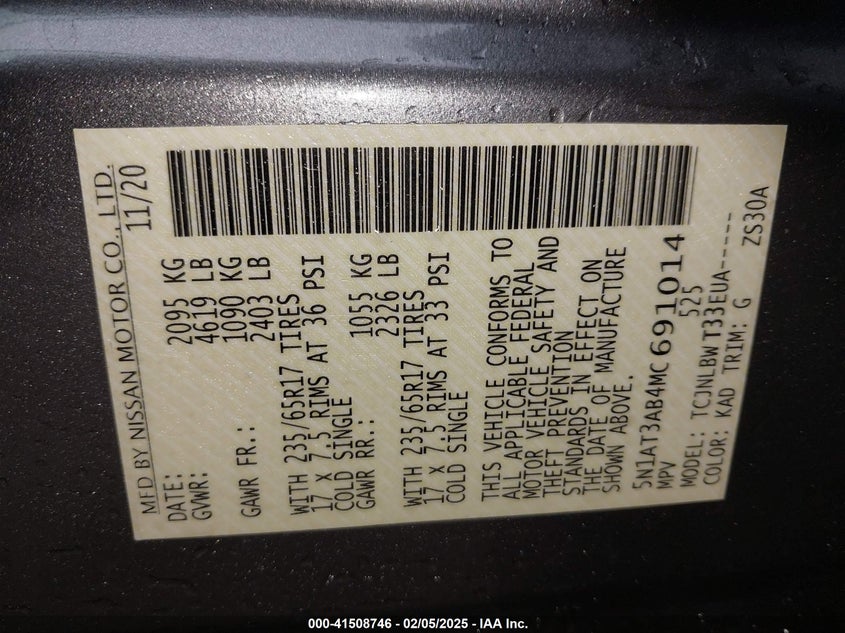 MFD BY NISSAN MOTOR CO., LTD.
DATE: 11/20
GVWR: 2095 KG
4619 LB
GAWR FR.: 1090 KG
2403 LB
WITH 235/65R17 TIRES
17 X 7.5 RIMS AT 36 PSI
COLD SINGLE
GAWR RR.: 1055 KG
2326 LB
WITH 235/65R17 TIRES
17 X 7.5 RIMS AT 33 PSI
COLD SINGLE
THIS VEHICLE CONFORMS TO
ALL APPLICABLE FEDERAL
MOTOR VEHICLE SAFETY AND
THEFT PREVENTION
STANDARDS IN EFFECT ON
THE DATE OF MANUFACTURE
SHOWN ABOVE.
5N1AT3AB4MC691014
MPV 525
MODEL: TCJNLBWT33EUA-----
COLOR: KAD TRIM: G ZS30A
000-41508746 - 02/05/2025 - IAA Inc.